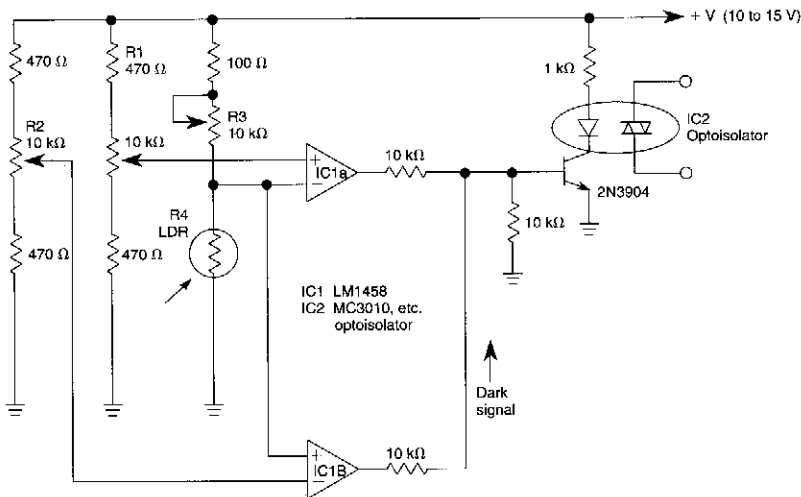 + V (10 to 15 V)
470 Ω
R1
470 Ω
100 Ω
1 kΩ
R2
10 kΩ
10 kΩ
R3
10 kΩ
+
−
IC1a
10 kΩ
IC2
Optoisolator
2N3904
10 kΩ
R4
LDR
470 Ω
470 Ω
IC1 LM1458
IC2 MC3010, etc.
optoisolator
Dark
signal
+
−
IC1B
10 kΩ